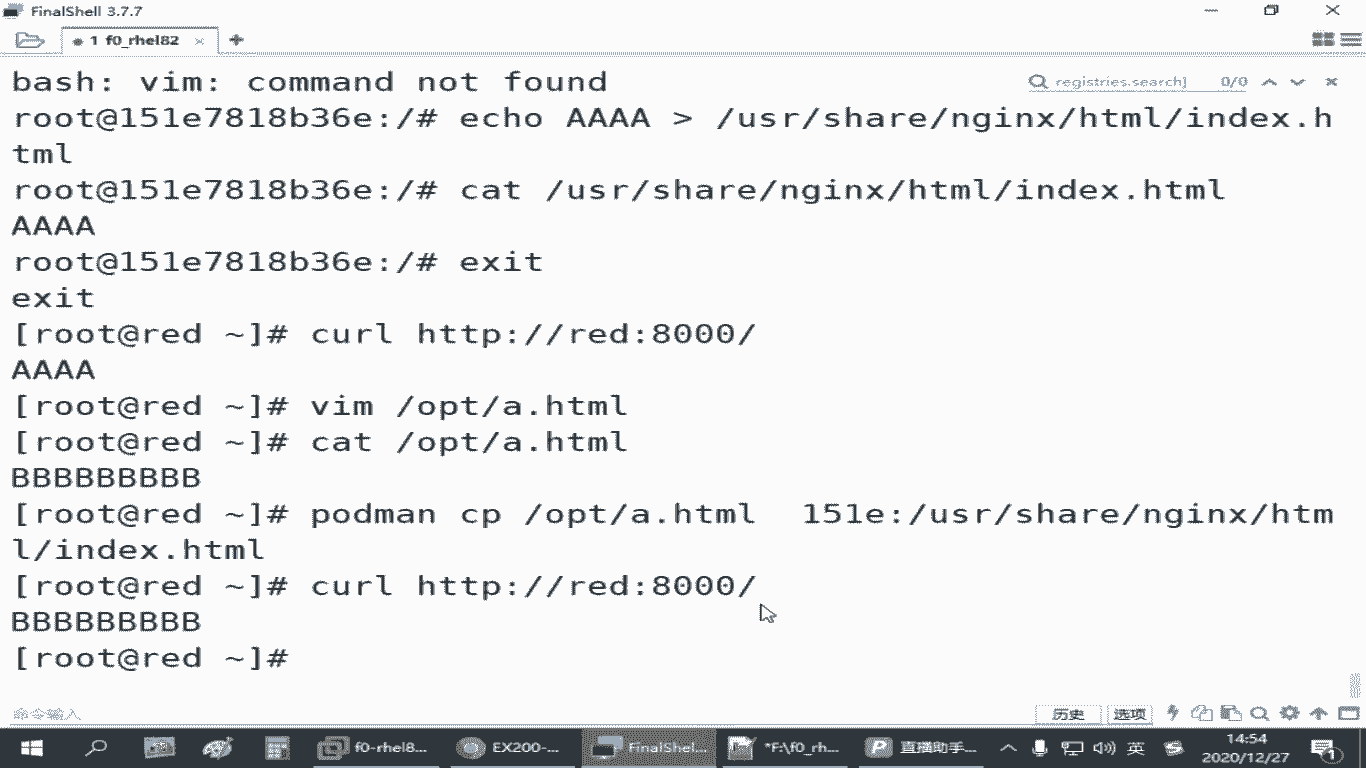 FinalShell 3.7.7
1 f0_rhel82
bash: vim: command not found
registries.search] 0/0
root@151e7818b36e:/# echo AAAA > /usr/share/nginx/html/index.h
tml
root@151e7818b36e:/# cat /usr/share/nginx/html/index.html
AAAA
root@151e7818b36e:/# exit
exit
[root@red ~]# curl http://red:8000/
AAAA
[root@red ~]# vim /opt/a.html
[root@red ~]# cat /opt/a.html
BBBBBBBBBB
[root@red ~]# podman cp /opt/a.html  151e:/usr/share/nginx/htm
l/index.html
[root@red ~]# curl http://red:8000/
BBBBBBBBBB
[root@red ~]#
命令输入
历史 选项
f0-rhel8... EX200-... FinalShel... *F:\f0_rh... 直播助手... 英 14:54
2020/12/27 1